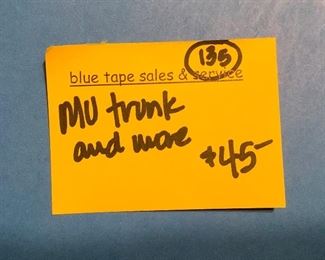 135
blue tape sales & service
MU trunk
and more
$45-